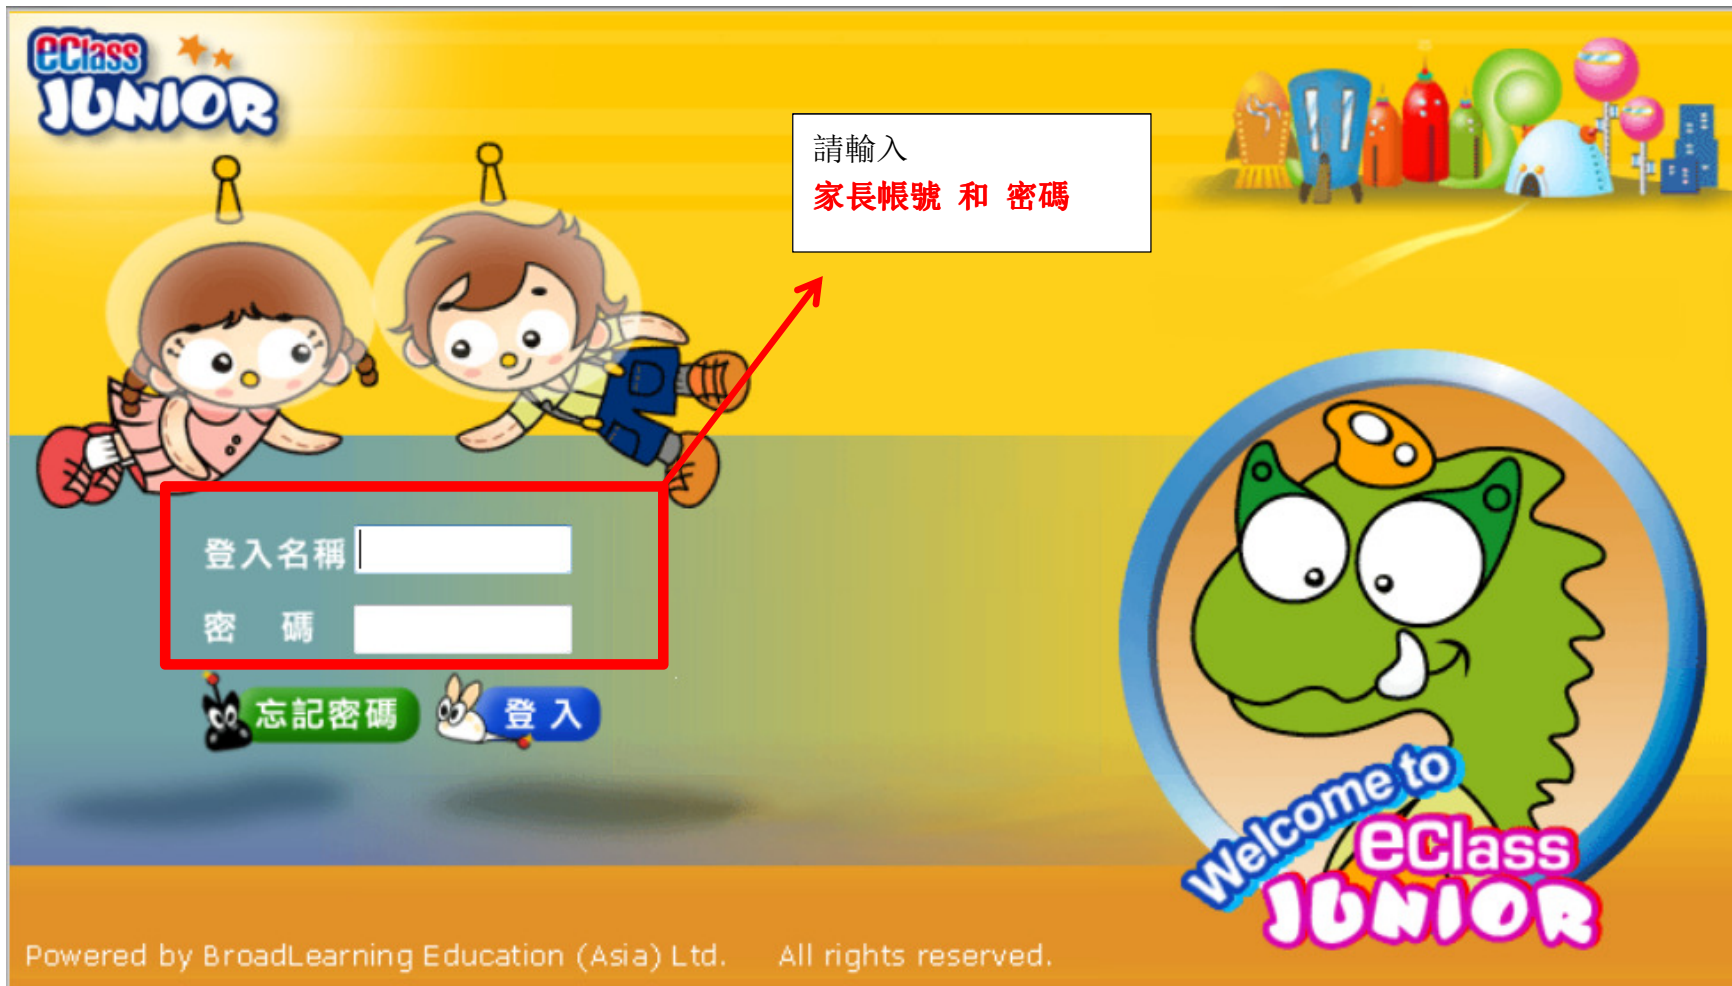 eClass
JUNIOR
請輸入
家長帳號 和 密碼
登入名稱
密 碼
忘記密碼
登入
Welcome to
eClass
JUNIOR
Powered by BroadLearning Education (Asia) Ltd. All rights reserved.